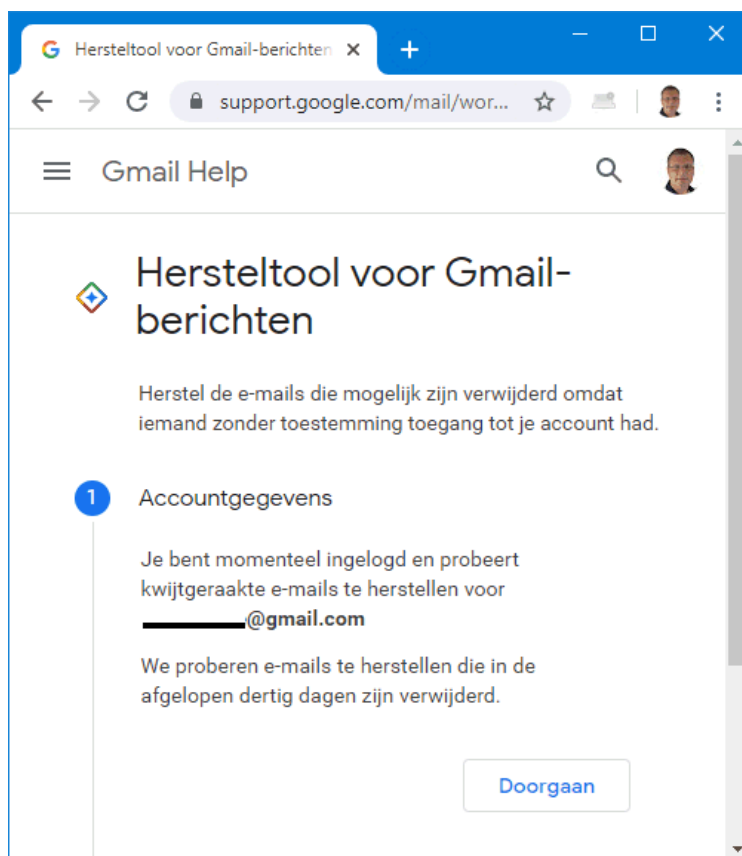 Hersteltool voor Gmail-berichten
support.google.com/mail/wor...
Gmail Help
Hersteltool voor Gmail-
berichten
Herstel de e-mails die mogelijk zijn verwijderd omdat
iemand zonder toestemming toegang tot je account had.
1 Accountgegevens
Je bent momenteel ingelogd en probeert
kwijtgeraakte e-mails te herstellen voor
@gmail.com
We proberen e-mails te herstellen die in de
afgelopen dertig dagen zijn verwijderd.
Doorgaan